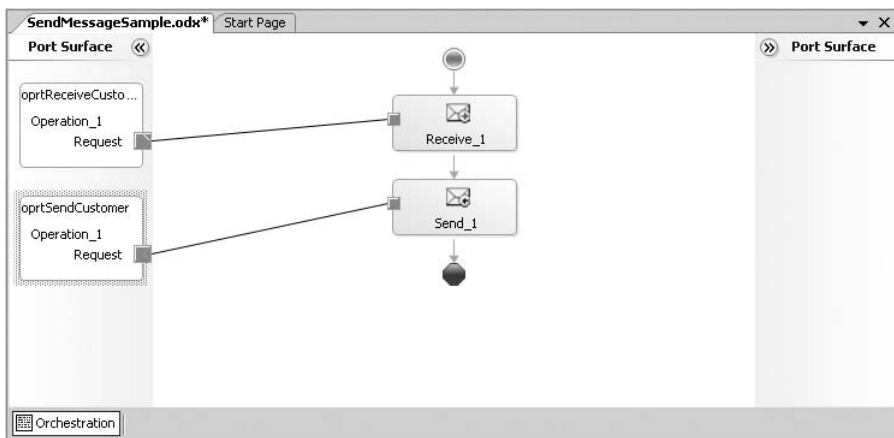 SendMessageSample.odx* Start Page
Port Surface
Port Surface
oprtReceiveCusto...
Operation_1
Request
Receive_1
oprtSendCustomer
Operation_1
Request
Send_1
Orchestration